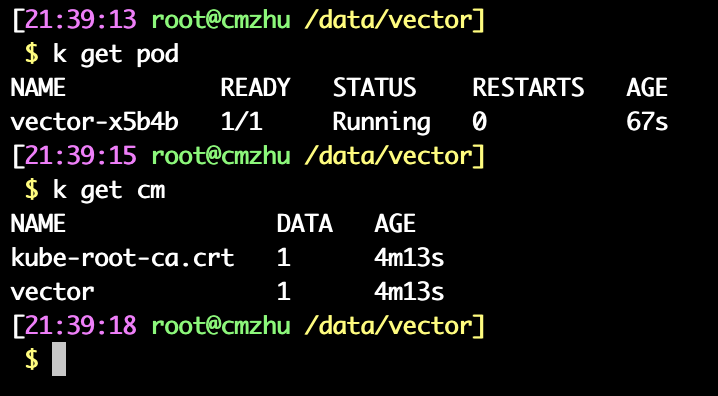 [21:39:13 root@cmzhu /data/vector]
$ k get pod
NAME READY STATUS RESTARTS AGE
vector-x5b4b 1/1 Running 0 67s
[21:39:15 root@cmzhu /data/vector]
$ k get cm
NAME DATA AGE
kube-root-ca.crt 1 4m13s
vector 1 4m13s
[21:39:18 root@cmzhu /data/vector]
$